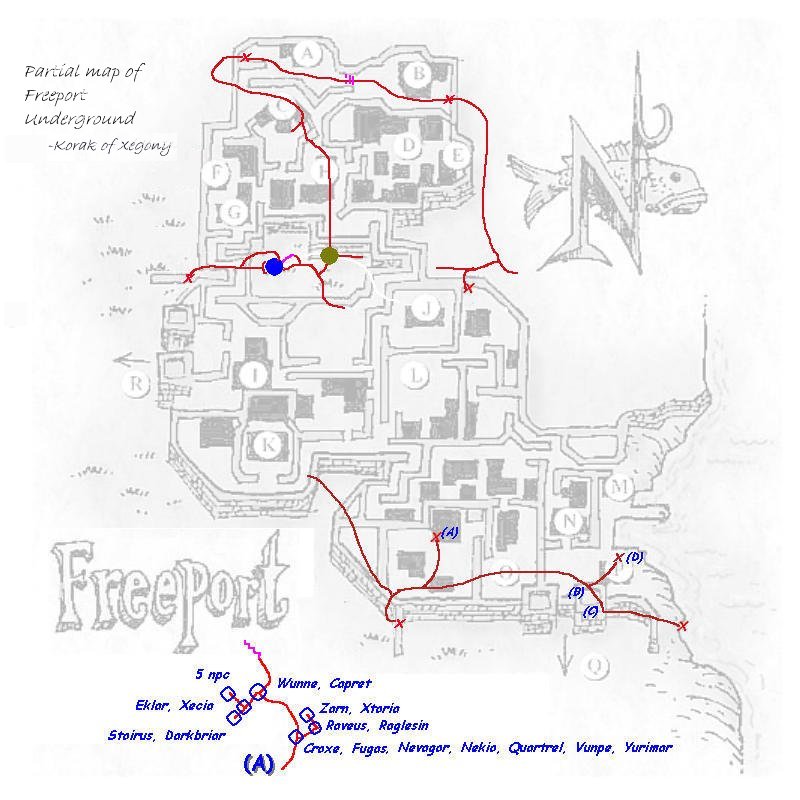 Partial map of
Freeport
Underground
-Korak of Xegony
N
A
B
C
D
E
F
G
H
J
I
R
L
K
M
N
(A)
(D)
(B)
(C)
Q
Freeport
5 npc
Wunne, Capret
Eklar, Xecia
Zarn, Xtoria
Raveus, Raglesin
Stairus, Darkbriar
Croxe, Fugas, Nevagor, Nekio, Quartrel, Vunpe, Yurimar
(A)